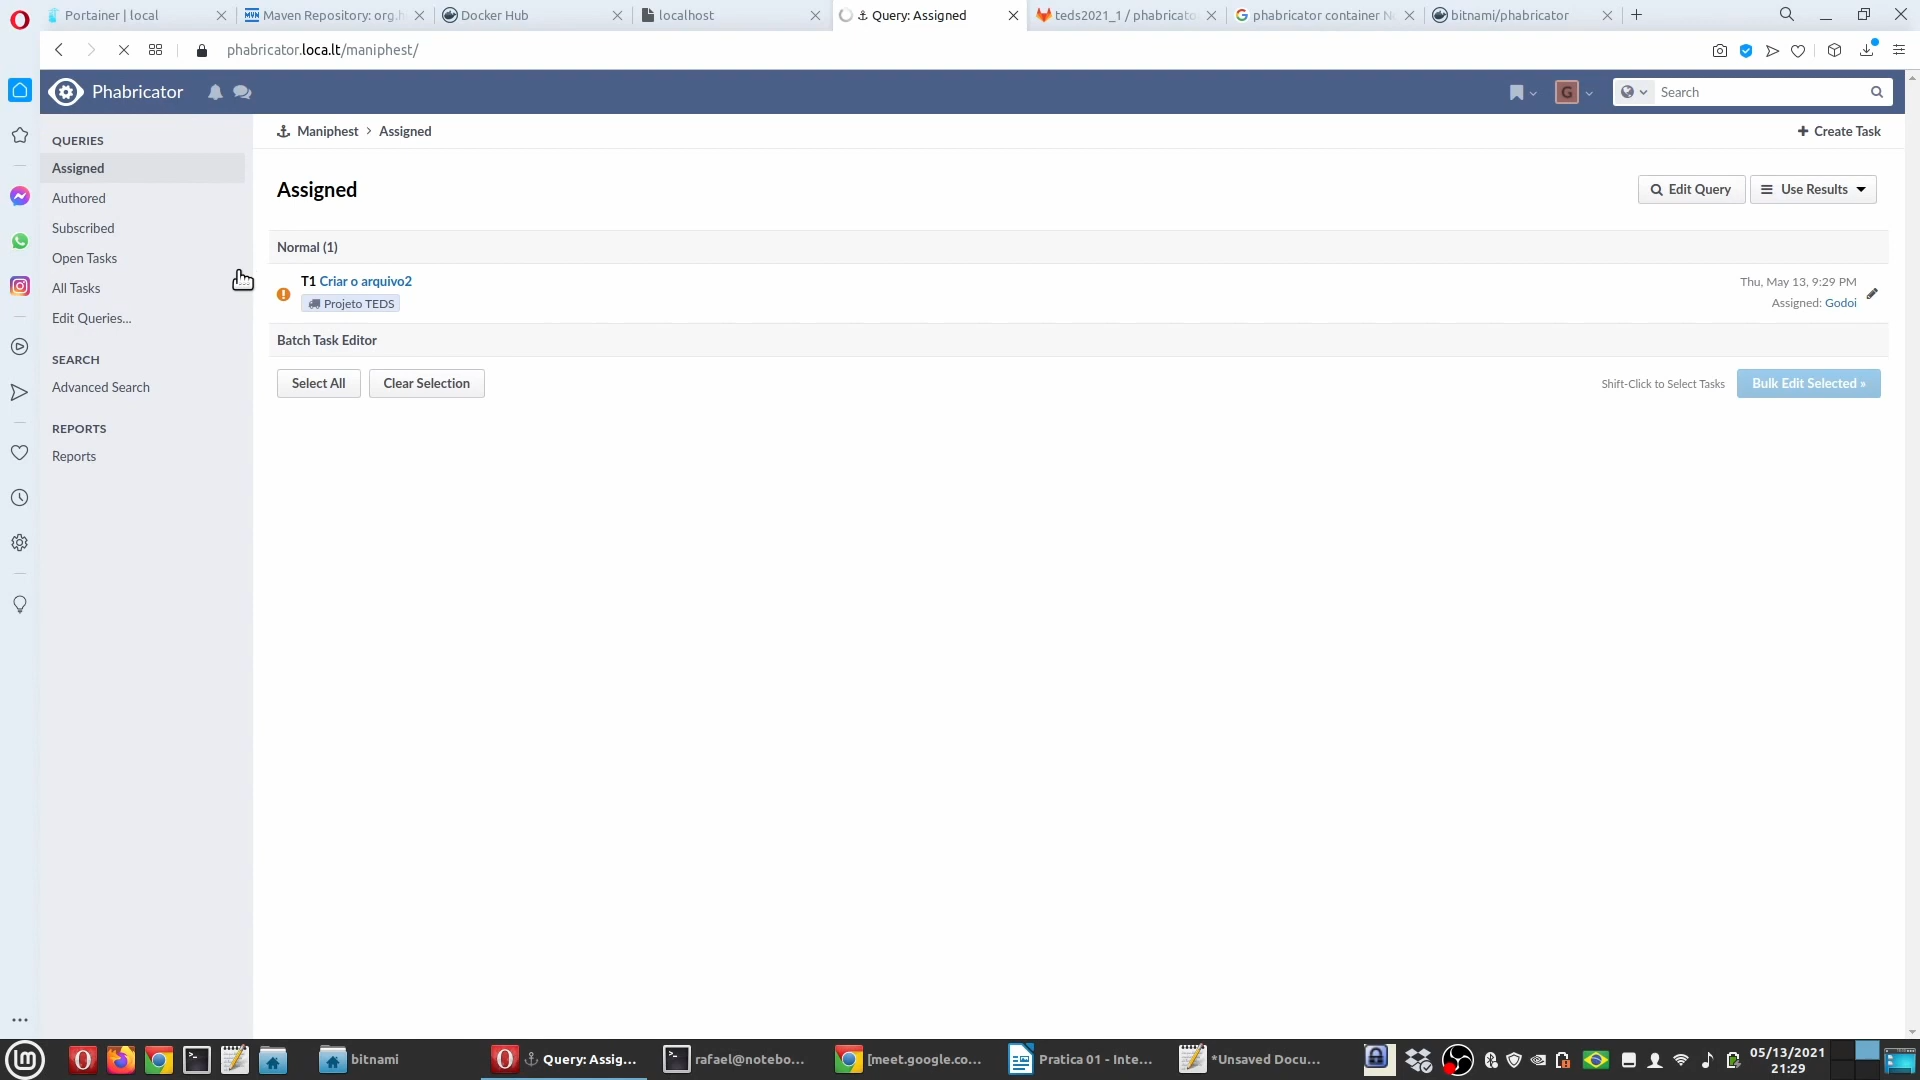 Portainer | local
Maven Repository: org.h
Docker Hub
localhost
Query: Assigned
teds2021_1 / phabricato
phabricator container N
bitnami/phabricator
phabricator.loca.lt/maniphest/
Phabricator
G
Search
QUERIES
Assigned
Authored
Subscribed
Open Tasks
All Tasks
Edit Queries...
SEARCH
Advanced Search
REPORTS
Reports
Maniphest > Assigned
+ Create Task
Assigned
Edit Query
Use Results
Normal (1)
T1 Criar o arquivo2
Projeto TEDS
Thu, May 13, 9:29 PM
Assigned: Godoi
Batch Task Editor
Select All
Clear Selection
Shift-Click to Select Tasks
Bulk Edit Selected »
bitnami
Query: Assig...
rafael@notebo...
[meet.google.co...
Pratica 01 - Inte...
*Unsaved Docu...
05/13/2021
21:29